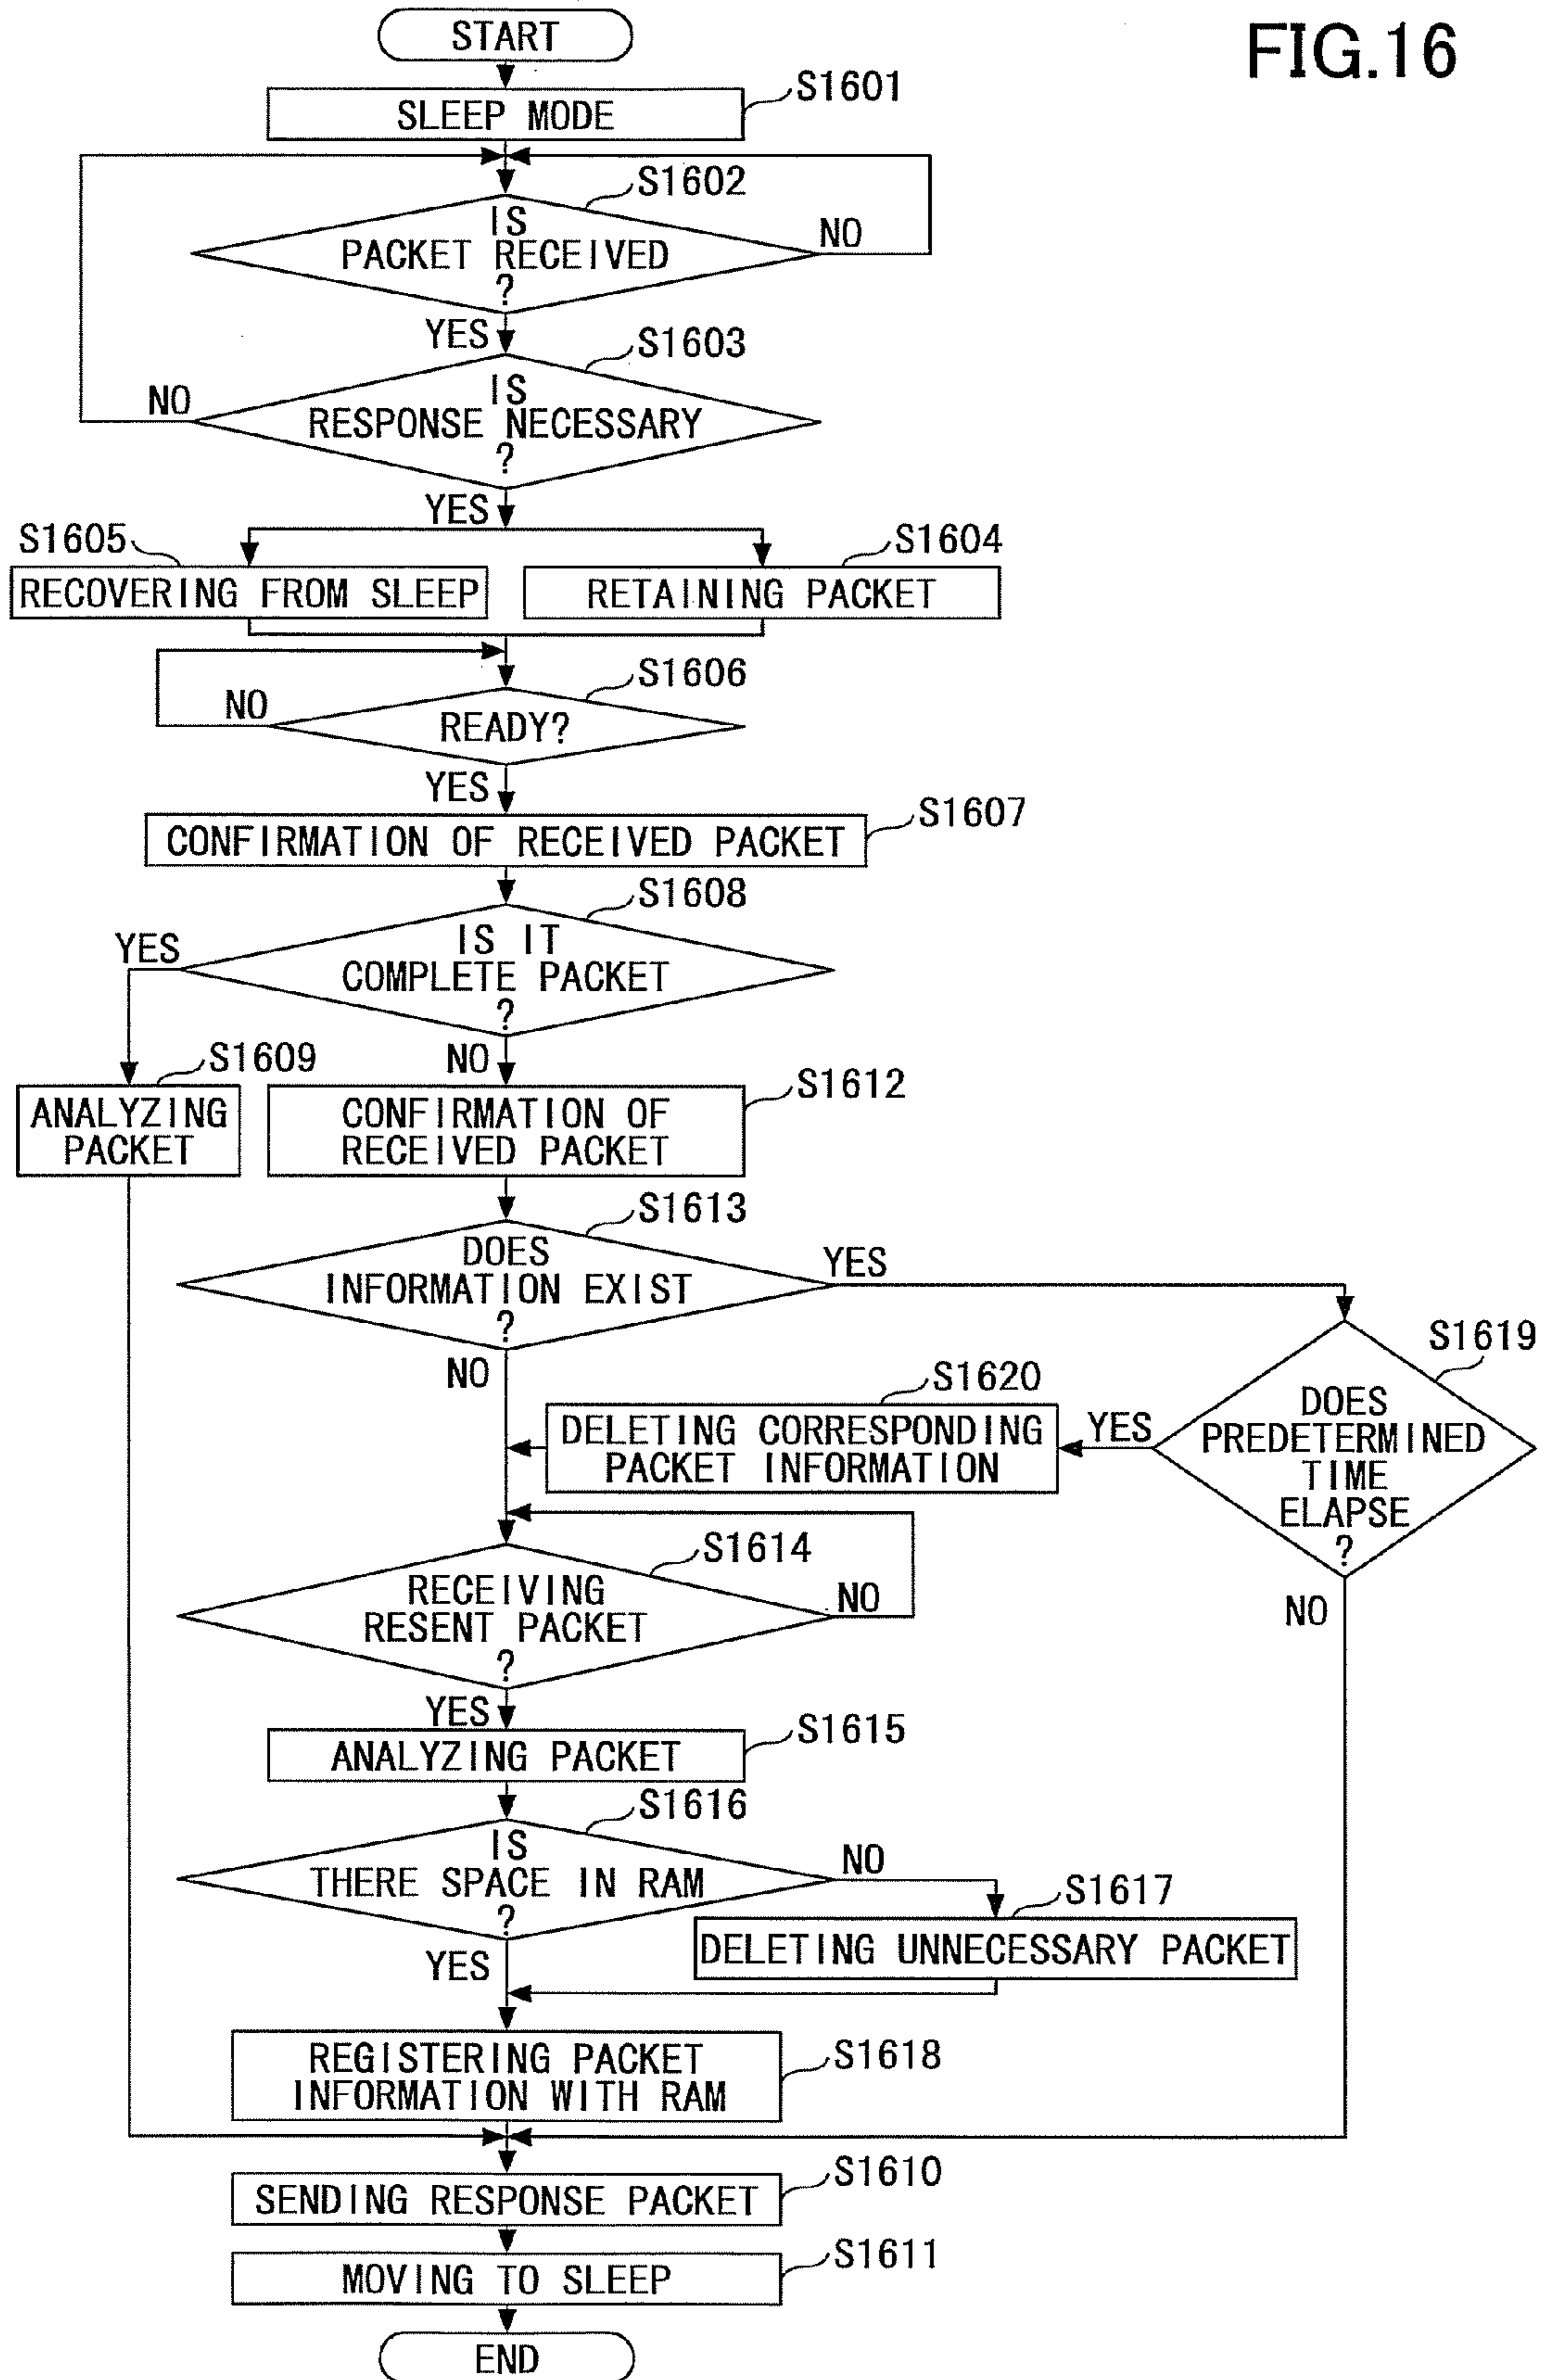 FIG.16
START
S1601
SLEEP MODE
S1602
IS
PACKET RECEIVED
?
NO
YES
S1603
IS
RESPONSE NECESSARY
?
NO
YES
S1605
S1604
RECOVERING FROM SLEEP
RETAINING PACKET
S1606
READY?
NO
YES
S1607
CONFIRMATION OF RECEIVED PACKET
S1608
IS IT
COMPLETE PACKET
?
YES
NO
S1609
ANALYZING
PACKET
S1612
CONFIRMATION OF
RECEIVED PACKET
S1613
DOES
INFORMATION EXIST
?
YES
NO
S1619
DOES
PREDETERMINED
TIME
ELAPSE
?
YES
NO
S1620
DELETING CORRESPONDING
PACKET INFORMATION
S1614
RECEIVING
RESENT PACKET
?
NO
YES
S1615
ANALYZING PACKET
S1616
IS
THERE SPACE IN RAM
?
NO
YES
S1617
DELETING UNNECESSARY PACKET
REGISTERING PACKET
INFORMATION WITH RAM
S1618
S1610
SENDING RESPONSE PACKET
S1611
MOVING TO SLEEP
END